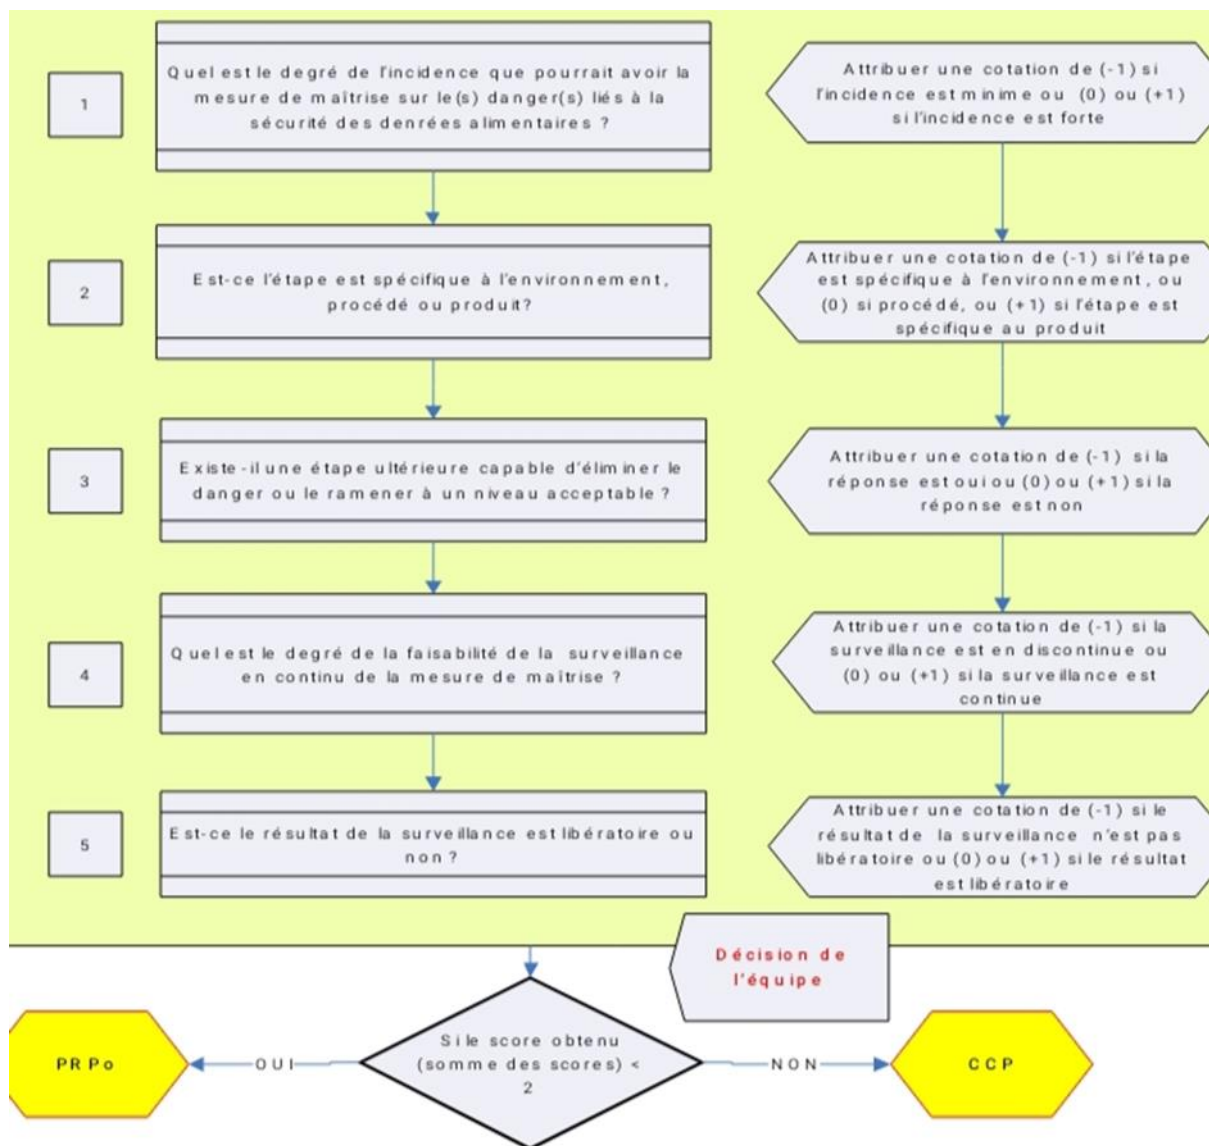 1
Quel est le degré de l'incidence que pourrait avoir la
mesure de maîtrise sur le(s) danger(s) liés à la
sécurité des denrées alimentaires ?
Attribuer une cotation de (-1) si
l'incidence est minime ou (0) ou (+1)
si l'incidence est forte
2
Est-ce l'étape est spécifique à l'environnement,
procédé ou produit?
Attribuer une cotation de (-1) si l'étape
est spécifique à l'environnement, ou
(0) si procédé, ou (+1) si l'étape est
spécifique au produit
3
Existe-il une étape ultérieure capable d'éliminer le
danger ou le ramener à un niveau acceptable ?
Attribuer une cotation de (-1) si la
réponse est oui ou (0) ou (+1) si la
réponse est non
4
Quel est le degré de la faisabilité de la surveillance
en continu de la mesure de maîtrise ?
Attribuer une cotation de (-1) si la
surveillance est en discontinue ou
(0) ou (+1) si la surveillance est
continue
5
Est-ce le résultat de la surveillance est libératoire ou
non ?
Attribuer une cotation de (-1) si le
résultat de la surveillance n'est pas
libératoire ou (0) ou (+1) si le résultat
est libératoire
Décision de
l'équipe
Si le score obtenu
(somme des scores) <
2
OUI
PRPo
NON
CCP